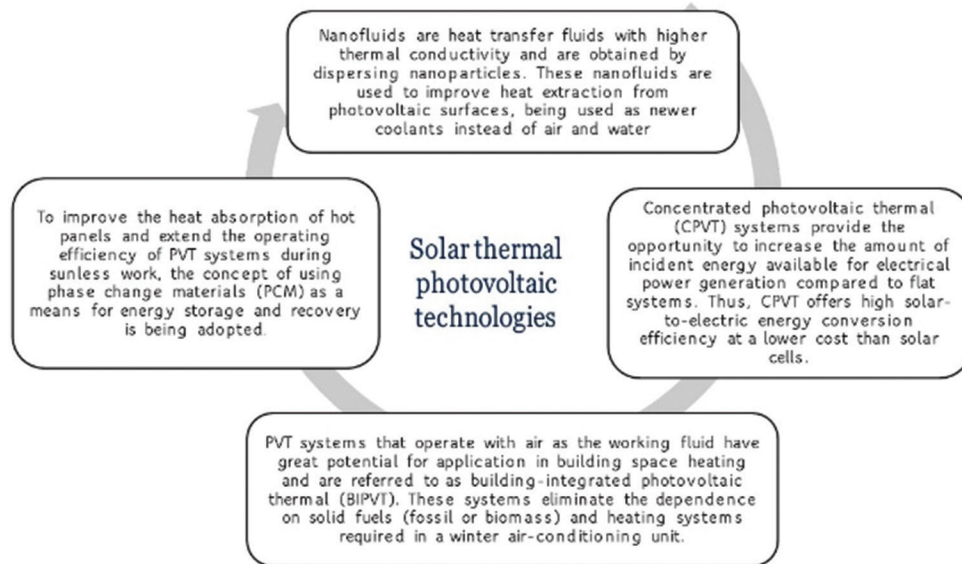 Nanofluids are heat transfer fluids with higher
thermal conductivity and are obtained by
dispersing nanoparticles. These nanofluids are
used to improve heat extraction from
photovoltaic surfaces, being used as newer
coolants instead of air and water
To improve the heat absorption of hot
panels and extend the operating
efficiency of PVT systems during
sunless work, the concept of using
phase change materials (PCM) as a
means for energy storage and recovery
is being adopted.
Solar thermal
photovoltaic
technologies
Concentrated photovoltaic thermal
(CPVT) systems provide the
opportunity to increase the amount of
incident energy available for electrical
power generation compared to flat
systems. Thus, CPVT offers high solar-
to-electric energy conversion
efficiency at a lower cost than solar
cells.
PVT systems that operate with air as the working fluid have
great potential for application in building space heating
and are referred to as building-integrated photovoltaic
thermal (BIPVT). These systems eliminate the dependence
on solid fuels (fossil or biomass) and heating systems
required in a winter air-conditioning unit.